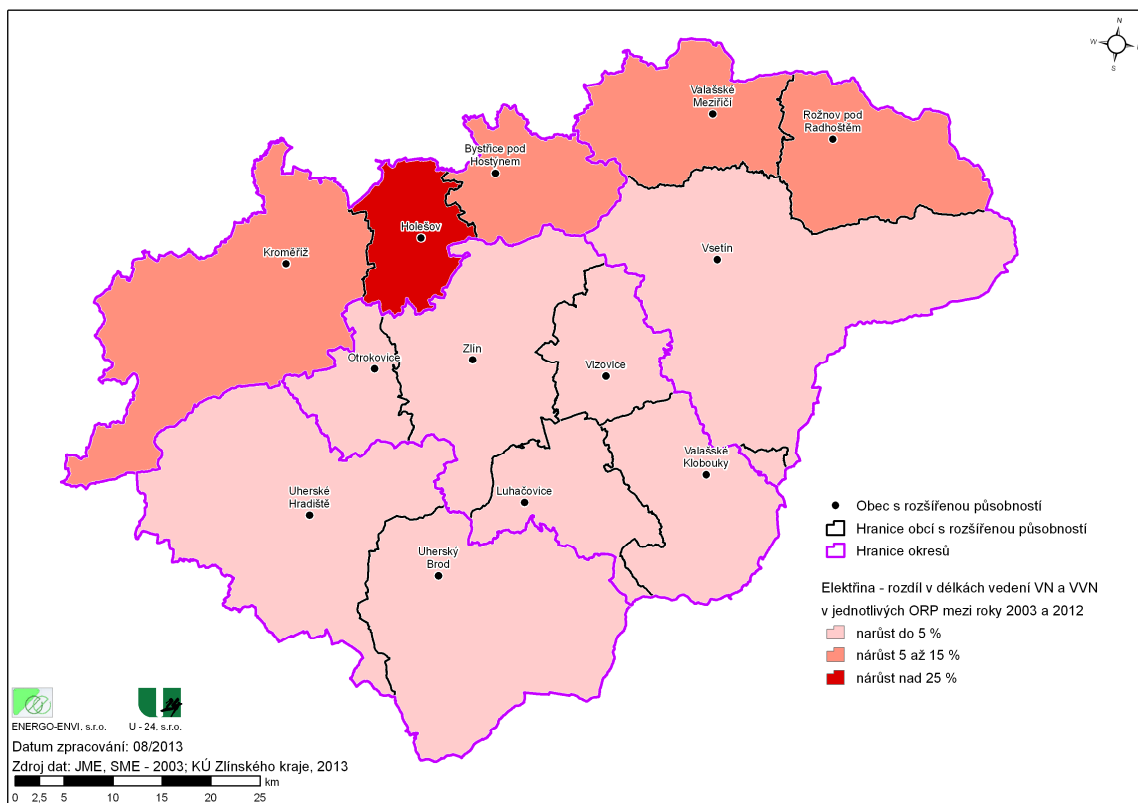 N
W
S
Valašské
Meziříčí
Rožnov pod
Radhoštěm
Bystřice pod
Hostynem
Holešov
Kroměříž
Vsetín
Otrokovice
Zlín
Vizovice
Valašské
Klobouky
Luhačovice
Uherské
Hradiště
Uherský
Brod
Obec s rozšířenou působností
Hranice obcí s rozšířenou působností
Hranice okresů
Elektřina - rozdíl v délkách vedení VN a VVN
v jednotlivých ORP mezi roky 2003 a 2012
narůst do 5 %
nárůst 5 až 15 %
nárůst nad 25 %
ENERGO-ENVI. s.r.o. U - 24. s.r.o.
Datum zpracování: 08/2013
Zdroj dat: JME, SME - 2003; KÚ Zlínského kraje, 2013
km
0 2,5 5 10 15 20 25